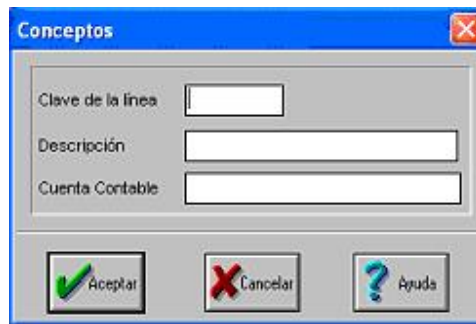 Conceptos
Clave de la línea
Descripción
Cuenta Contable
Aceptar Cancelar Ayuda